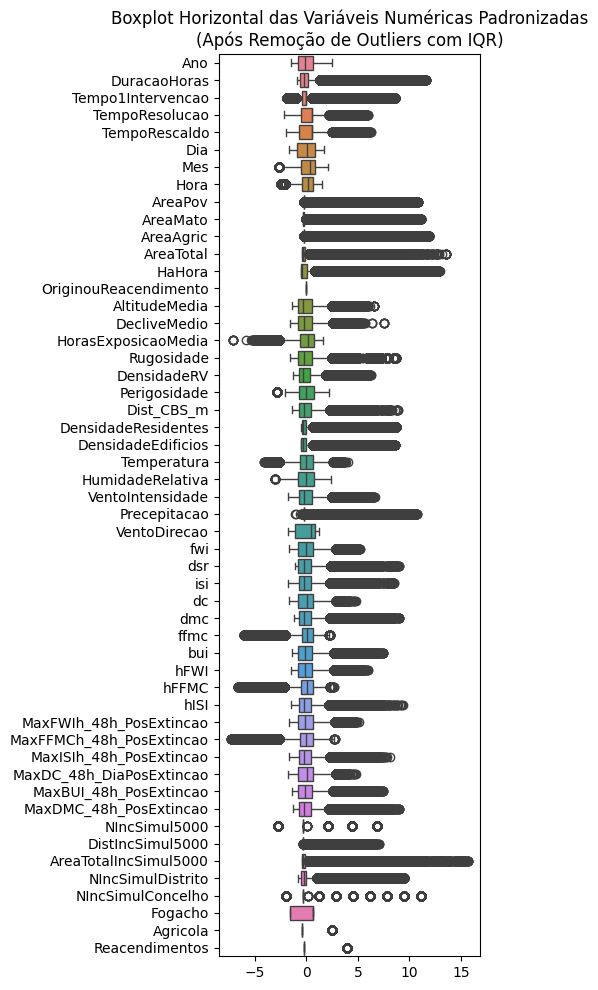 Boxplot Horizontal das Variáveis Numéricas Padronizadas
(Após Remoção de Outliers com IQR)
Ano
DuracaoHoras
Tempo1Intervencao
TempoResolucao
TempoRescaldo
Dia
Mes
Hora
AreaPov
AreaMato
AreaAgric
AreaTotal
HaHora
OriginouReacendimento
AltitudeMedia
DecliveMedio
HorasExposicaoMedia
Rugosidade
DensidadeRV
Perigosidade
Dist_CBS_m
DensidadeResidentes
DensidadeEdificios
Temperatura
HumidadeRelativa
VentoIntensidade
Precepitacao
VentoDirecao
fwi
dsr
isi
dc
dmc
ffmc
bui
hFWI
hFFMC
hISI
MaxFWIh_48h_PosExtincao
MaxFFMCh_48h_PosExtincao
MaxISIh_48h_PosExtincao
MaxDC_48h_DiaPosExtincao
MaxBUI_48h_PosExtincao
MaxDMC_48h_PosExtincao
NIncSimul5000
DistIncSimul5000
AreaTotalIncSimul5000
NIncSimulDistrito
NIncSimulConcelho
Fogacho
Agricola
Reacendimentos
−5 0 5 10 15